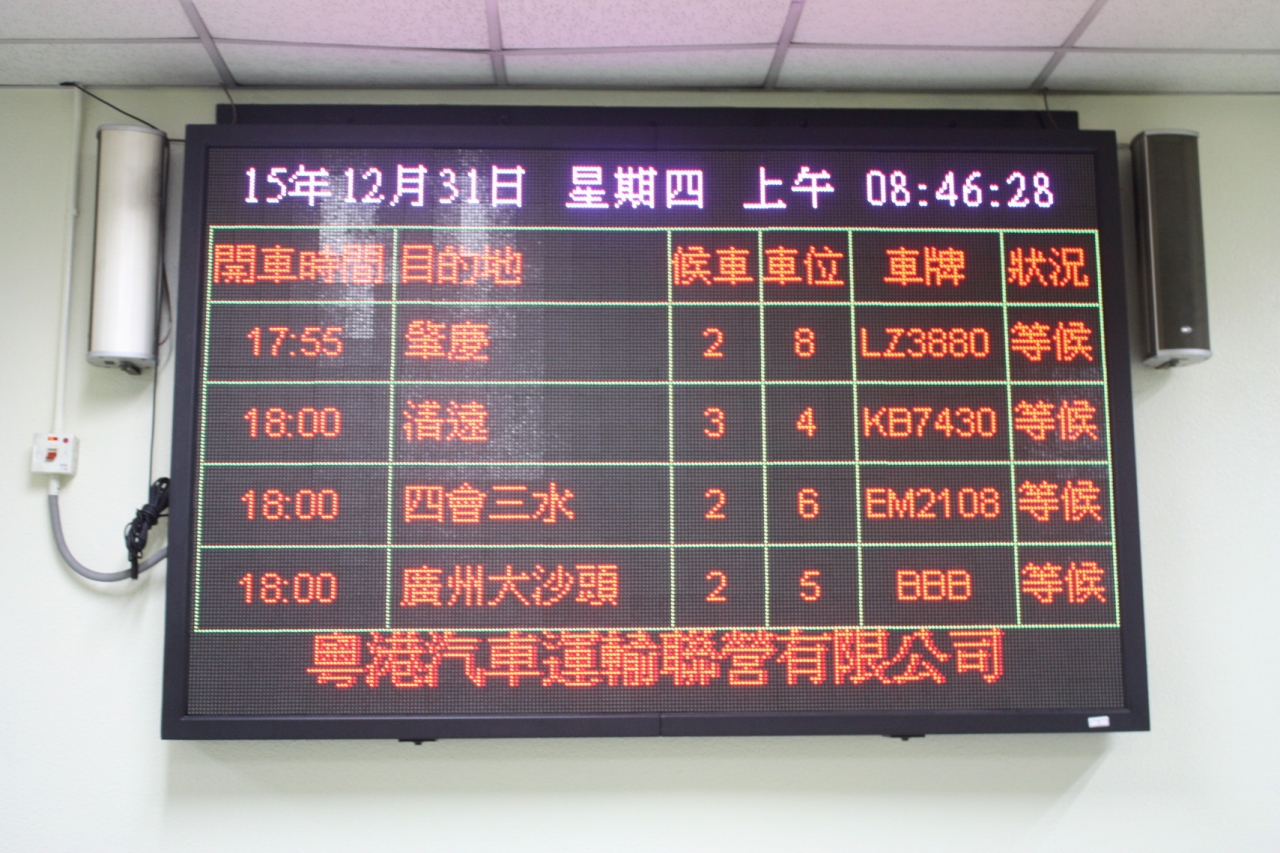 15年12月31日 星期四 上午 08:46:28
開車時間 目的地 候車 車位 車牌 狀況
17:55 肇慶 2 8 LZ3880 等候
18:00 清遠 3 4 KB7430 等候
18:00 四會三水 2 6 EM2108 等候
18:00 廣州大沙頭 2 5 BBB 等候
粵港汽車運輸聯營有限公司